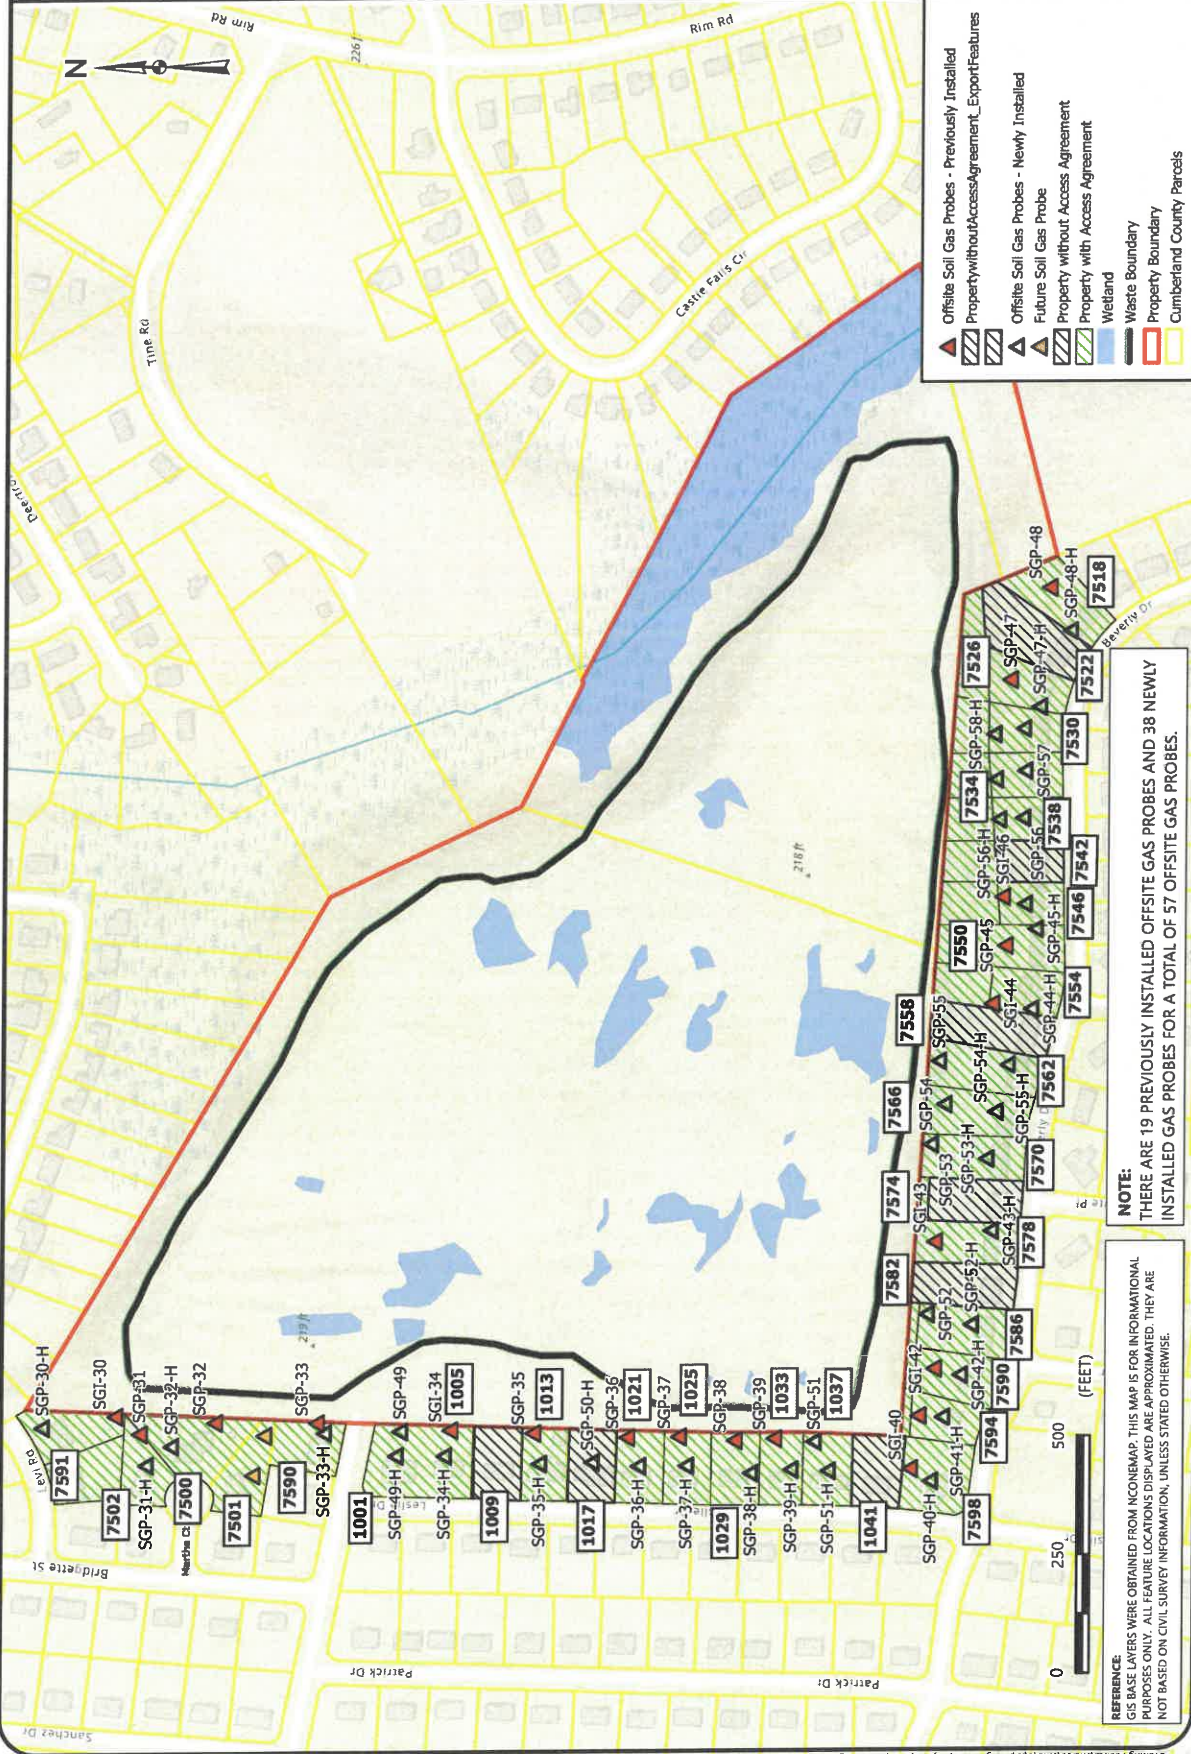 N
Rim Rd
Rim Rd
226 ft
Tine Rd
Castle Falls Cir
Levi Rd
Bridgette St
Martha Ct
Patrick Dr
Patrick Dr
Sanchez Dr
Beverly Dr
219 ft
218 ft
SGP-30-H
SGI-30
SGP-31
SGP-32-H
SGP-32
SGP-33
SGP-49
SGI-34
1005
SGP-35
1013
SGP-50-H
SGP-36
1021
SGP-37
1025
SGP-38
SGP-39
1033
SGP-51
1037
7591
7502
SGP-31-H
7500
7501
7590
SGP-33-H
1001
SGP-49-H
SGP-34-H
1009
SGP-35-H
1017
SGP-36-H
SGP-37-H
1029
SGP-38-H
SGP-39-H
SGP-51-H
1041
SGI-40
SGP-40-H
7598
SGP-41-H
7594
SGI-42
SGP-42-H
7590
7586
SGP-52
SGP-52-H
7582
SGI-43
SGP-43-H
7578
7574
SGP-53
SGP-53-H
7570
7566
SGP-54
SGP-54-H
SGP-55-H
7562
7558
SGP-55
SGI-44
SGP-44-H
7554
7550
SGP-45
SGP-45-H
7546
SGP-56-H
SGI-46
SGP-56
7542
7538
7534
SGP-58-H
SGP-57
7530
7526
SGP-47
SGP-47-H
7522
SGP-48
SGP-48-H
7518
Offsite Soil Gas Probes - Previously Installed
PropertywithoutAccessAgreement_ExportFeatures
Offsite Soil Gas Probes - Newly Installed
Future Soil Gas Probe
Property without Access Agreement
Property with Access Agreement
Wetland
Waste Boundary
Property Boundary
Cumberland County Parcels
NOTE:
THERE ARE 19 PREVIOUSLY INSTALLED OFFSITE GAS PROBES AND 38 NEWLY
INSTALLED GAS PROBES FOR A TOTAL OF 57 OFFSITE GAS PROBES.
0 250 500
(FEET)
REFERENCE:
GIS BASE LAYERS WERE OBTAINED FROM NCONEMAP. THIS MAP IS FOR INFORMATIONAL
PURPOSES ONLY. ALL FEATURE LOCATIONS DISPLAYED ARE APPROXIMATED. THEY ARE
NOT BASED ON CIVIL SURVEY INFORMATION, UNLESS STATED OTHERWISE.